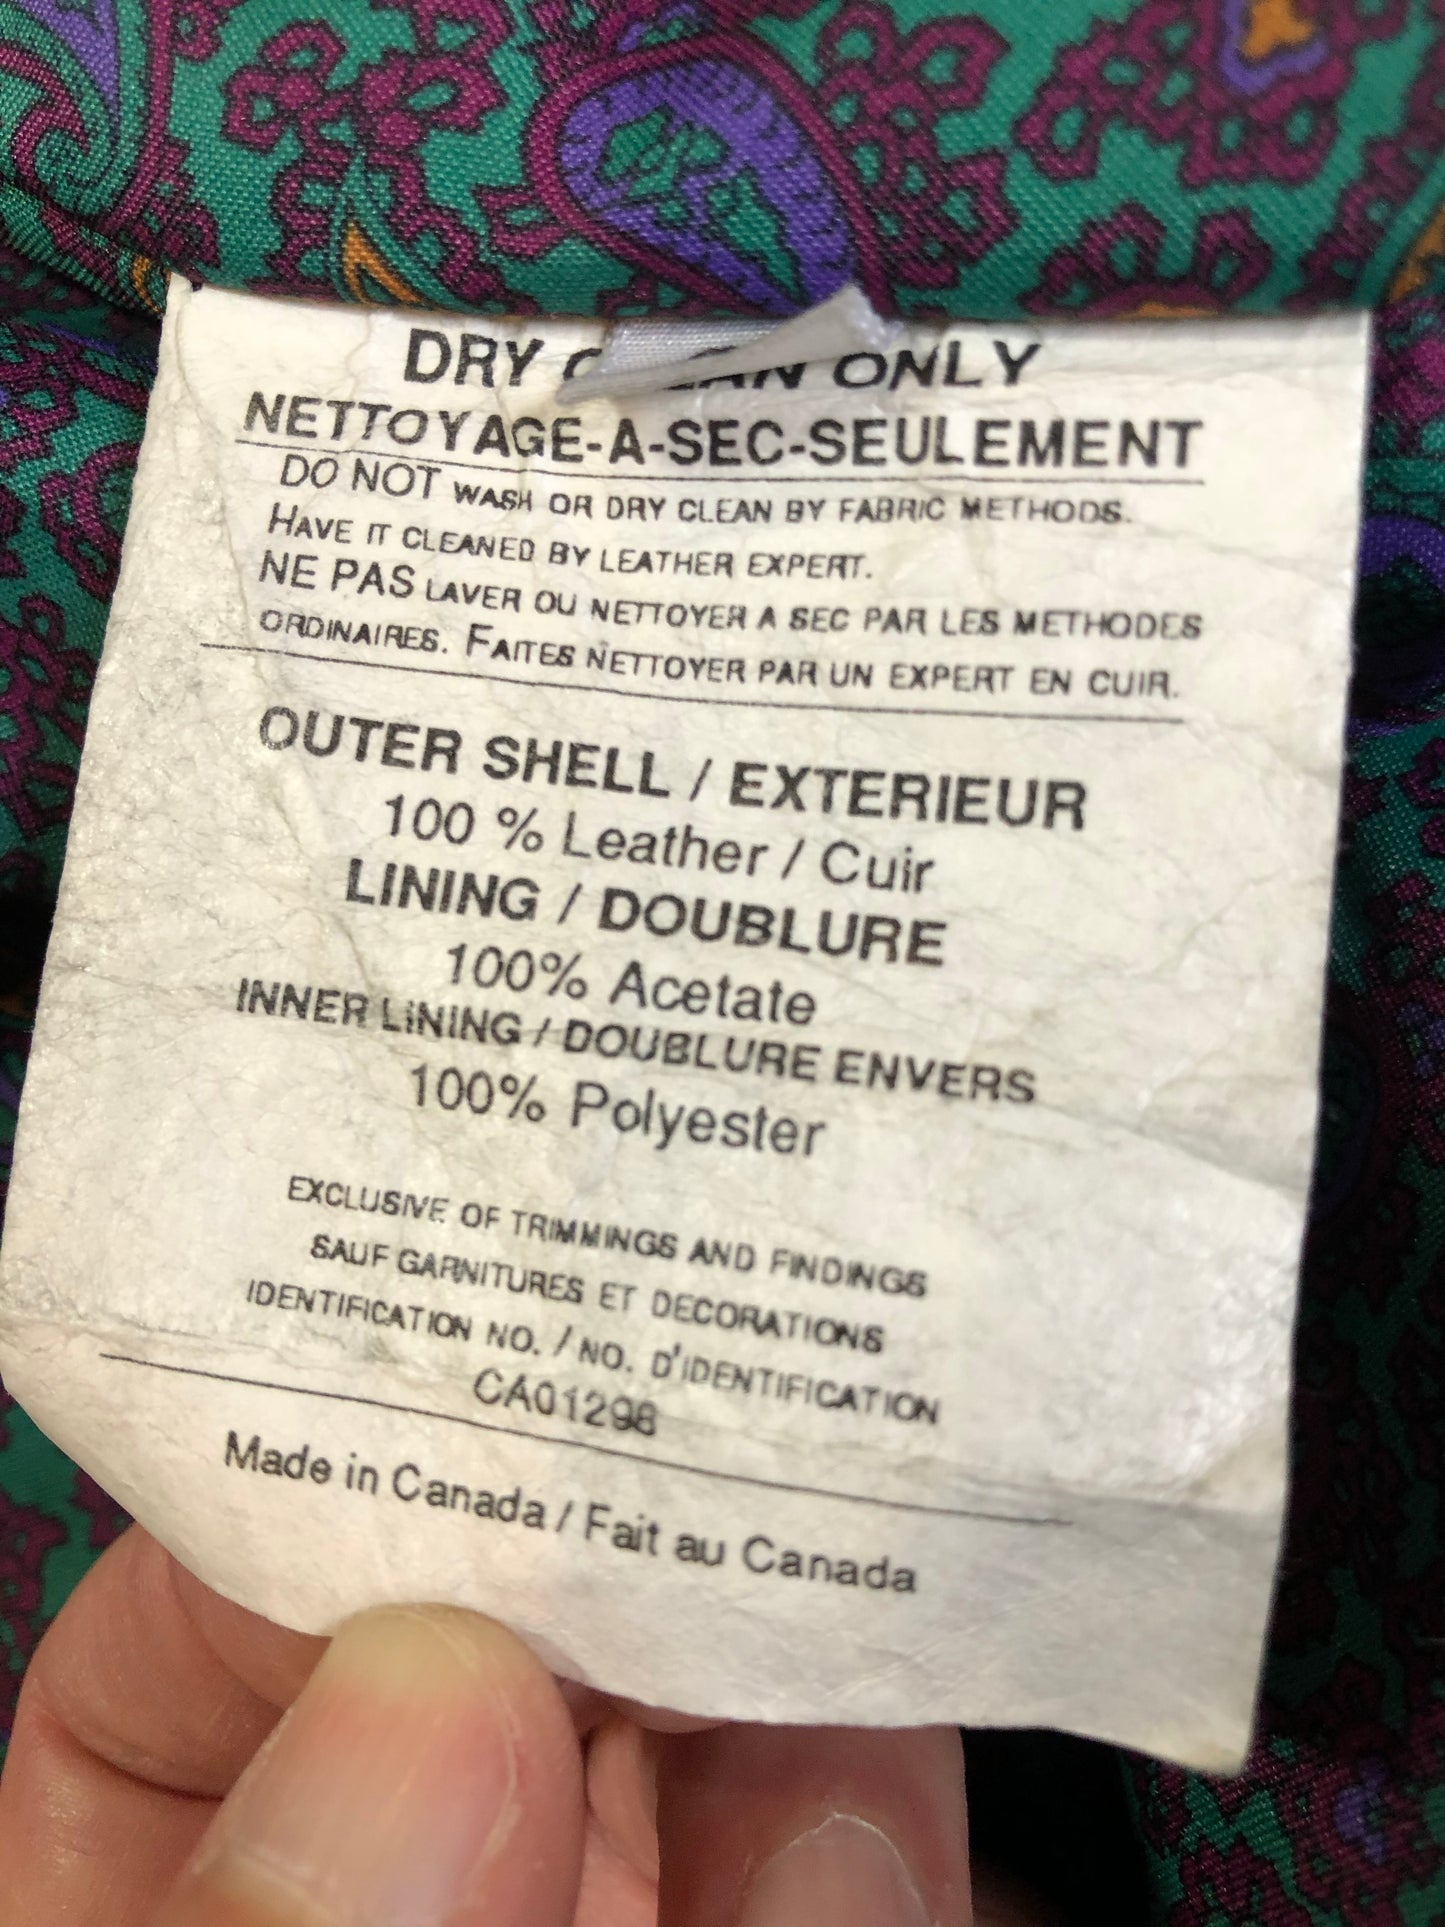 DRY CLEAN ONLY
NETTOYAGE-A-SEC-SEULEMENT
DO NOT WASH OR DRY CLEAN BY FABRIC METHODS.
HAVE IT CLEANED BY LEATHER EXPERT.
NE PAS LAVER OU NETTOYER A SEC PAR LES METHODES
ORDINAIRES. FAITES NETTOYER PAR UN EXPERT EN CUIR.
OUTER SHELL / EXTERIEUR
100 % Leather / Cuir
LINING / DOUBLURE
100% Acetate
INNER LINING / DOUBLURE ENVERS
100% Polyester
EXCLUSIVE OF TRIMMINGS AND FINDINGS
SAUF GARNITURES ET DECORATIONS
IDENTIFICATION NO. / NO. D'IDENTIFICATION
CA01298
Made in Canada / Fait au Canada